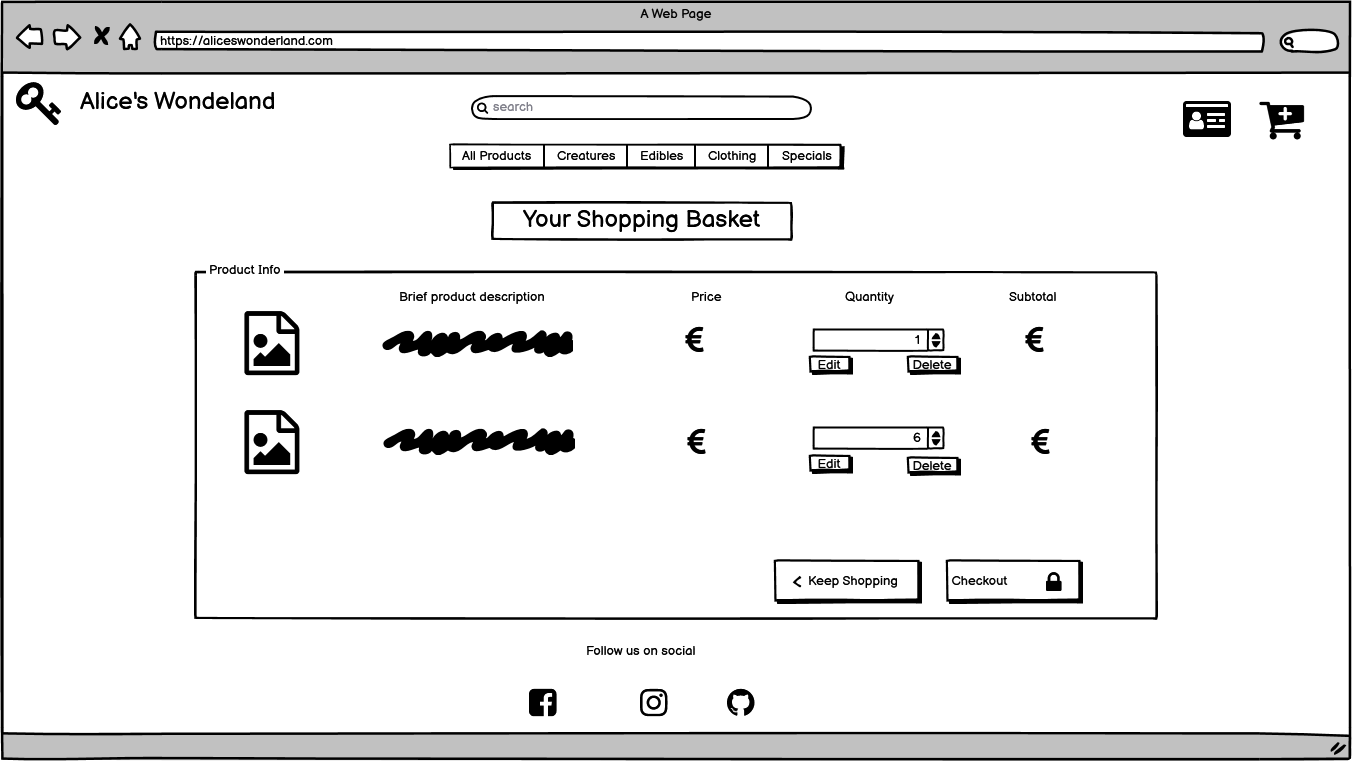 A Web Page
https://aliceswonderland.com
Alice's Wondeland
search
All Products Creatures Edibles Clothing Specials
Your Shopping Basket
Product Info
Brief product description Price Quantity Subtotal
€ 1 €
Edit Delete
€ 6 €
Edit Delete
Keep Shopping Checkout
Follow us on social